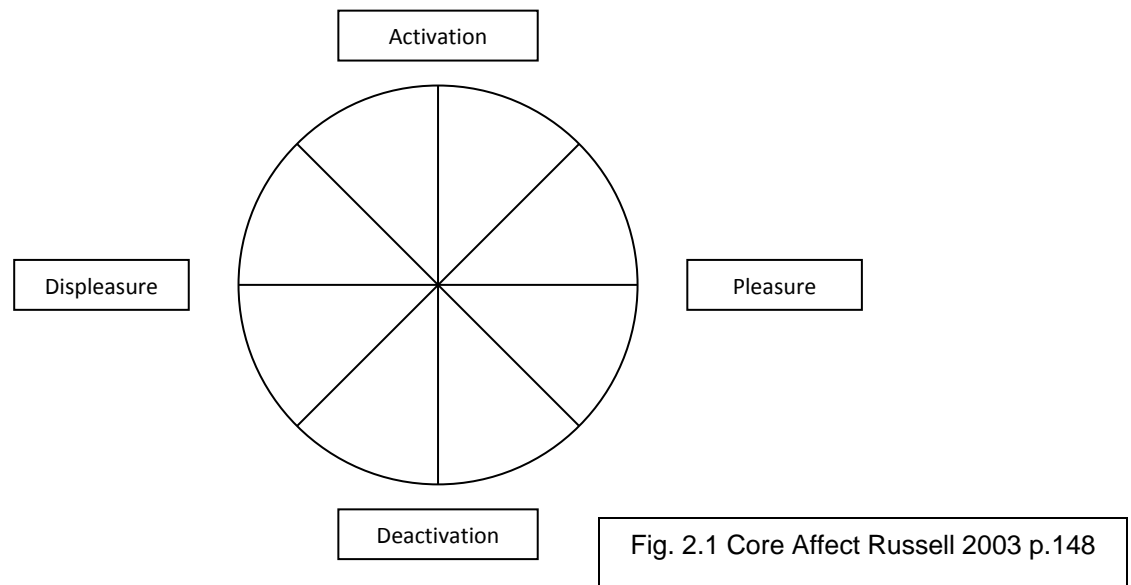 Activation
Displeasure
Pleasure
Deactivation
Fig. 2.1 Core Affect Russell 2003 p.148